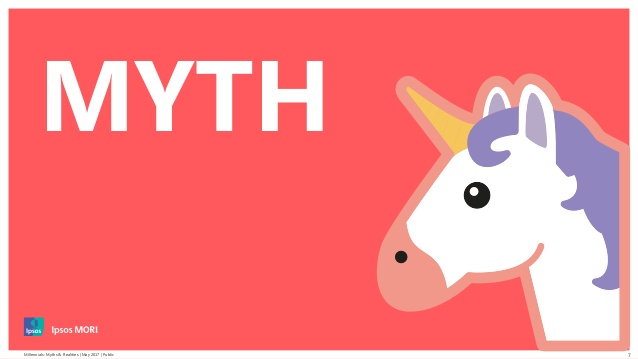 MYTH
Ipsos
Ipsos MORI
Millennials: Myths & Realities | May 2017 | Public
7